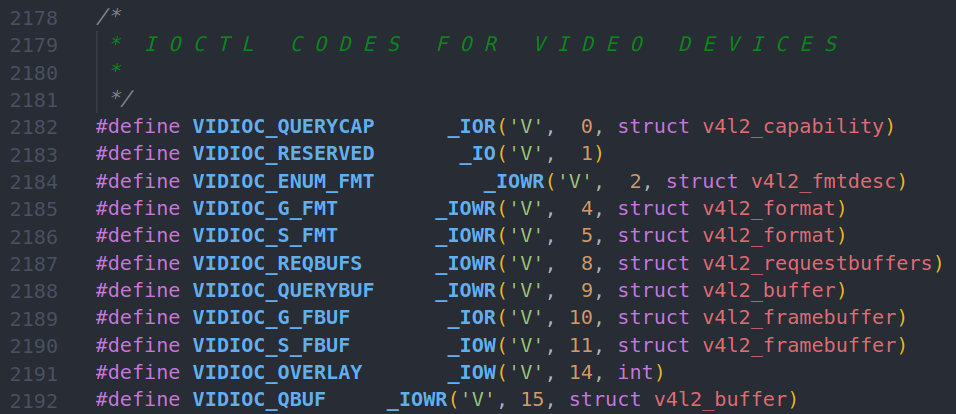 2178 /*
2179  * I O C T L   C O D E S   F O R   V I D E O   D E V I C E S
2180  *
2181  */
2182 #define VIDIOC_QUERYCAP      _IOR('V',  0, struct v4l2_capability)
2183 #define VIDIOC_RESERVED       _IO('V',  1)
2184 #define VIDIOC_ENUM_FMT         _IOWR('V',  2, struct v4l2_fmtdesc)
2185 #define VIDIOC_G_FMT        _IOWR('V',  4, struct v4l2_format)
2186 #define VIDIOC_S_FMT        _IOWR('V',  5, struct v4l2_format)
2187 #define VIDIOC_REQBUFS      _IOWR('V',  8, struct v4l2_requestbuffers)
2188 #define VIDIOC_QUERYBUF     _IOWR('V',  9, struct v4l2_buffer)
2189 #define VIDIOC_G_FBUF        _IOR('V', 10, struct v4l2_framebuffer)
2190 #define VIDIOC_S_FBUF        _IOW('V', 11, struct v4l2_framebuffer)
2191 #define VIDIOC_OVERLAY       _IOW('V', 14, int)
2192 #define VIDIOC_QBUF     _IOWR('V', 15, struct v4l2_buffer)